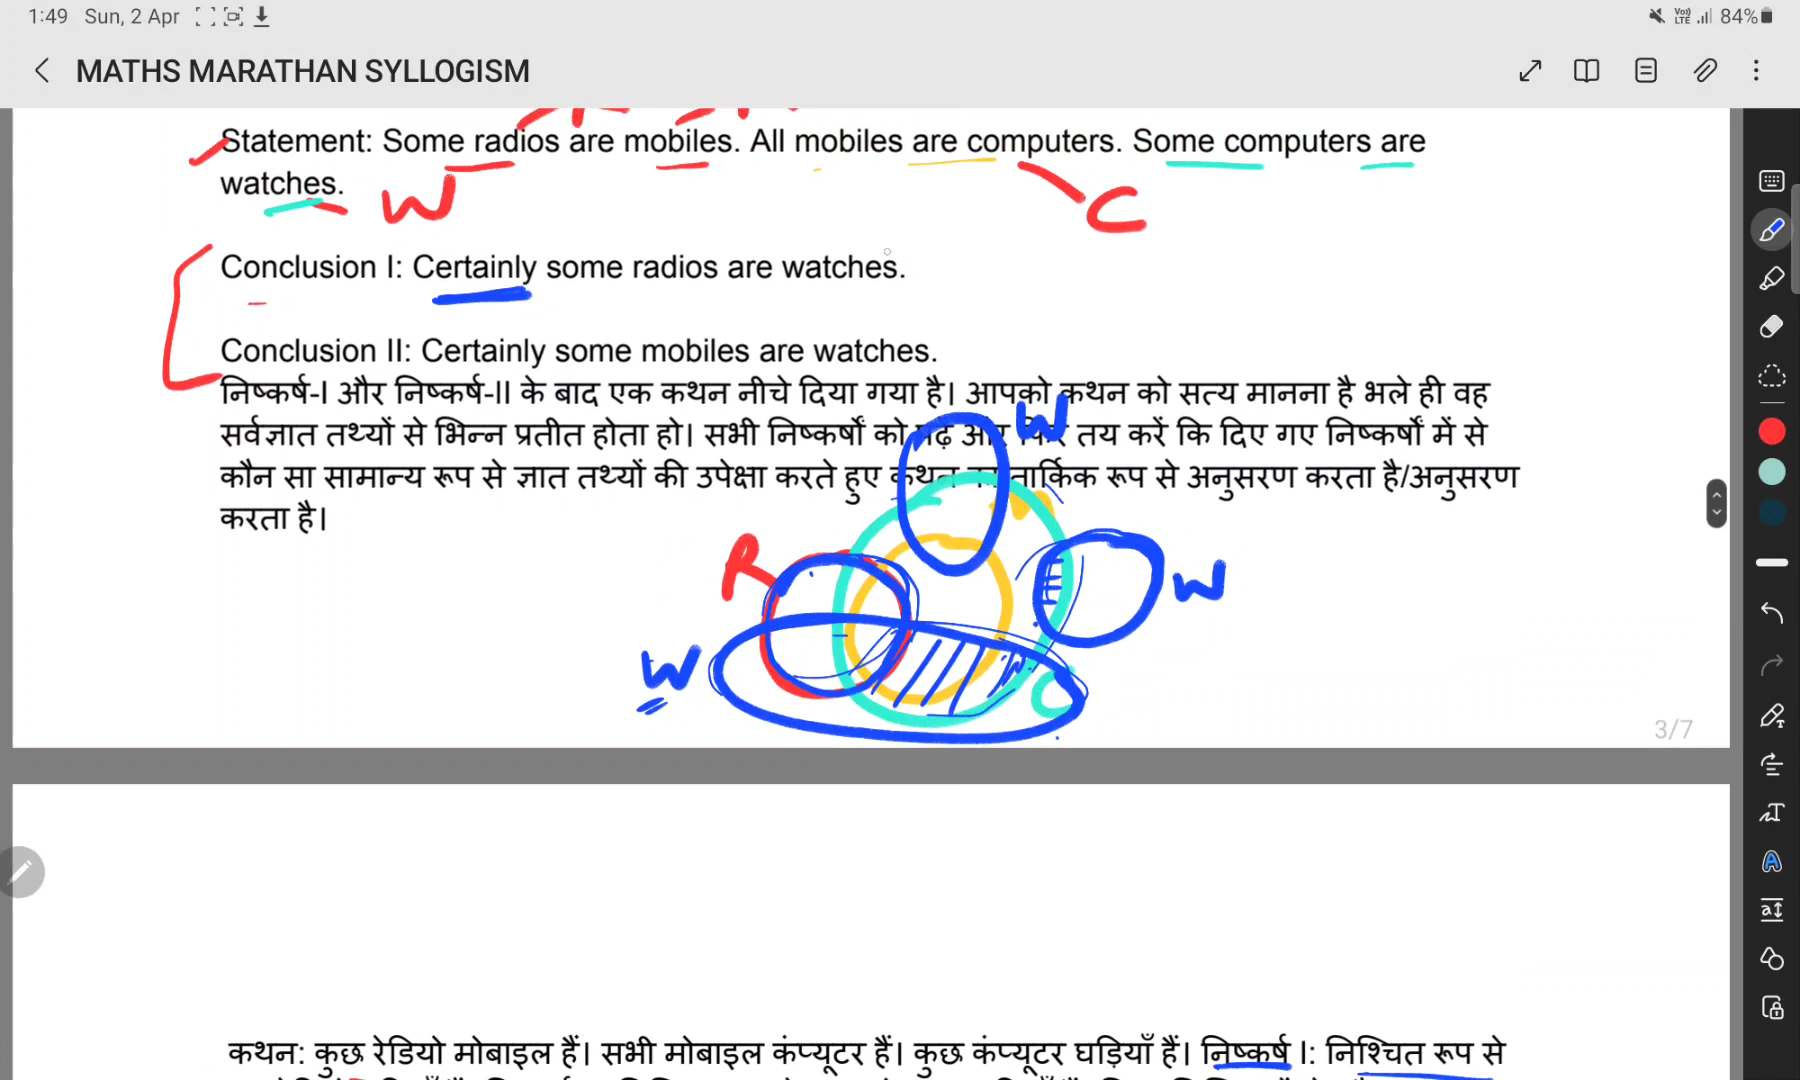 1:49 Sun, 2 Apr 84%
MATHS MARATHAN SYLLOGISM
Statement: Some radios are mobiles. All mobiles are computers. Some computers are
watches.
W
C
Conclusion I: Certainly some radios are watches.
Conclusion II: Certainly some mobiles are watches.
निष्कर्ष-I और निष्कर्ष-II के बाद एक कथन नीचे दिया गया है। आपको कथन को सत्य मानना है भले ही वह
W
सर्वज्ञात तथ्यों से भिन्न प्रतीत होता हो। सभी निष्कर्षों को तय करें कि दिए गए निष्कर्षों में से
कौन सा सामान्य रूप से ज्ञात तथ्यों की उपेक्षा करते हुए तार्किक रूप से अनुसरण करता है/अनुसरण
करता है।
R
W
W
C
3/7
कथन: कुछ रेडियो मोबाइल हैं। सभी मोबाइल कंप्यूटर हैं। कुछ कंप्यूटर घड़ियाँ हैं। निष्कर्ष I: निश्चित रूप से